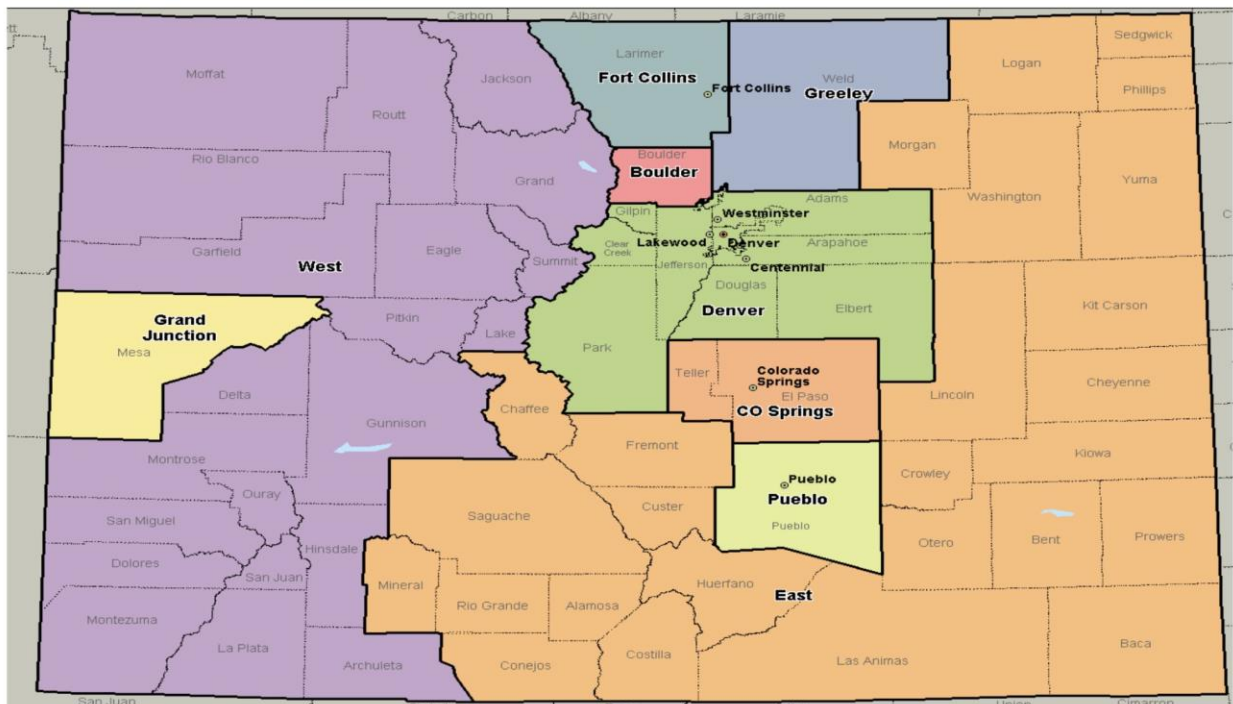 Carbon
Albany
Laramie
Sedgwick
Larimer
Logan
Moffat
Jackson
Weld
Fort Collins
Fort Collins
Greeley
Phillips
Routt
Morgan
Boulder
Rio Blanco
Boulder
Grand
Yuma
Washington
Adams
Gilpin
Westminster
Lakewood
Denver
Arapahoe
Clear
Creek
Eagle
Garfield
Summit
West
Jefferson
Centennial
Douglas
Kit Carson
Denver
Elbert
Grand
Junction
Pitkin
Lake
Mesa
Park
Teller
Colorado
Springs
Cheyenne
Delta
El Paso
Lincoln
Chaffee
CO Springs
Gunnison
Fremont
Kiowa
Montrose
Crowley
Pueblo
Ouray
Pueblo
Custer
Saguache
San Miguel
Pueblo
Prowers
Bent
Otero
Hinsdale
Dolores
San Juan
Mineral
Huerfano
East
Rio Grande
Alamosa
Montezuma
Baca
La Plata
Costilla
Archuleta
Conejos
Las Animas
San Juan
Union
Cimarron